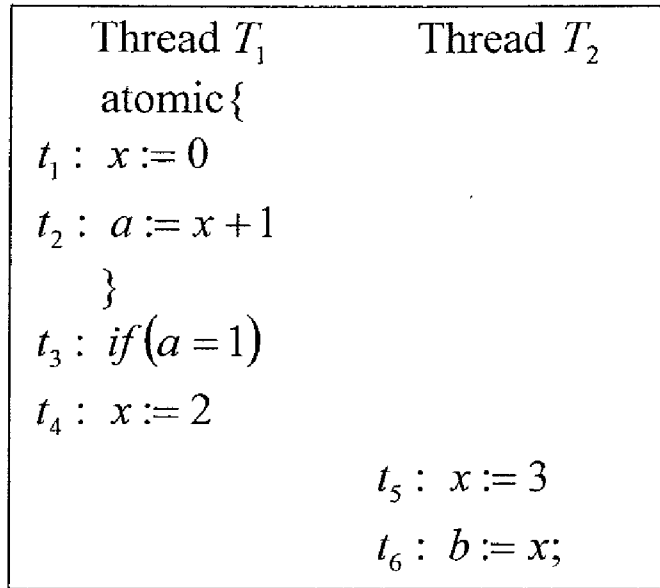 Thread T₁ Thread T₂
atomic{
t₁ : x := 0
t₂ : a := x + 1
}
t₃ : if(a = 1)
t₄ : x := 2
t₅ : x := 3
t₆ : b := x;